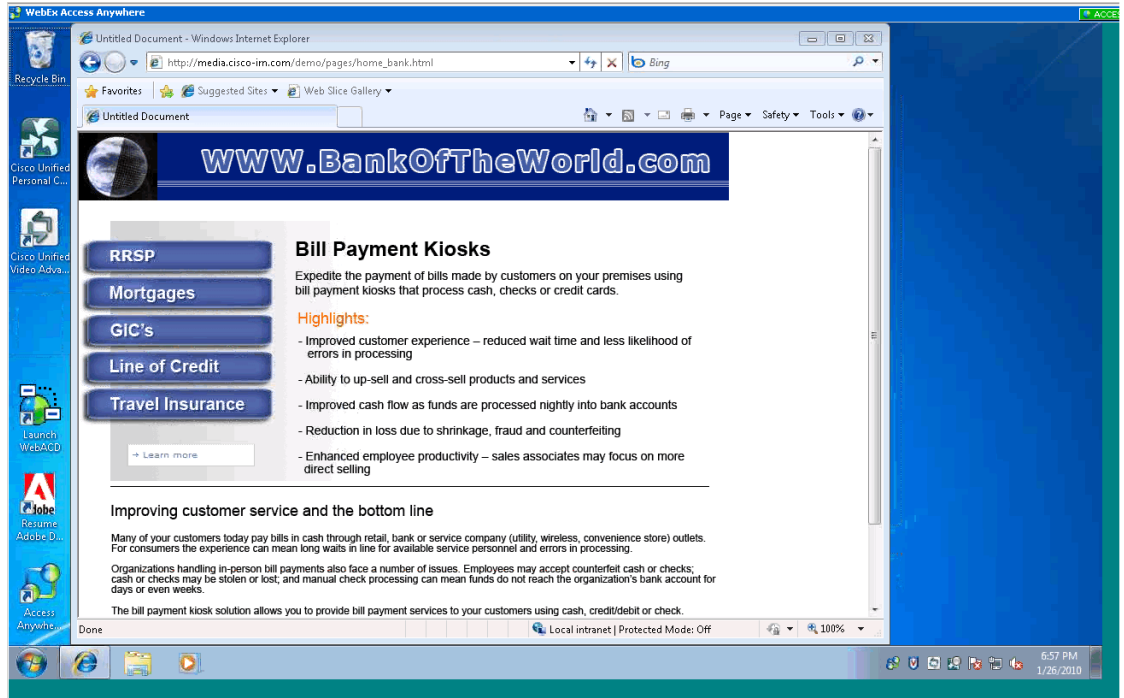 WebEx Access Anywhere
ACCES
Recycle Bin
Cisco Unified
Personal C...
Cisco Unified
Video Adva...
Launch
WebACD
Adobe
Resume
Adobe D...
Access
Anywhe...
Untitled Document - Windows Internet Explorer
http://media.cisco-im.com/demo/pages/home_bank.html
Bing
Favorites
Suggested Sites
Web Slice Gallery
Untitled Document
Page
Safety
Tools
WWW.BankOfTheWorld.com
RRSP
Mortgages
GIC's
Line of Credit
Travel Insurance
→ Learn more
Bill Payment Kiosks
Expedite the payment of bills made by customers on your premises using
bill payment kiosks that process cash, checks or credit cards.
Highlights:
- Improved customer experience – reduced wait time and less likelihood of
errors in processing
- Ability to up-sell and cross-sell products and services
- Improved cash flow as funds are processed nightly into bank accounts
- Reduction in loss due to shrinkage, fraud and counterfeiting
- Enhanced employee productivity – sales associates may focus on more
direct selling
Improving customer service and the bottom line
Many of your customers today pay bills in cash through retail, bank or service company (utility, wireless, convenience store) outlets.
For consumers the experience can mean long waits in line for available service personnel and errors in processing.
Organizations handling in-person bill payments also face a number of issues. Employees may accept counterfeit cash or checks;
cash or checks may be stolen or lost; and manual check processing can mean funds do not reach the organization's bank account for
days or even weeks.
The bill payment kiosk solution allows you to provide bill payment services to your customers using cash, credit/debit or check.
Done
Local intranet | Protected Mode: Off
100%
6:57 PM
1/26/2010